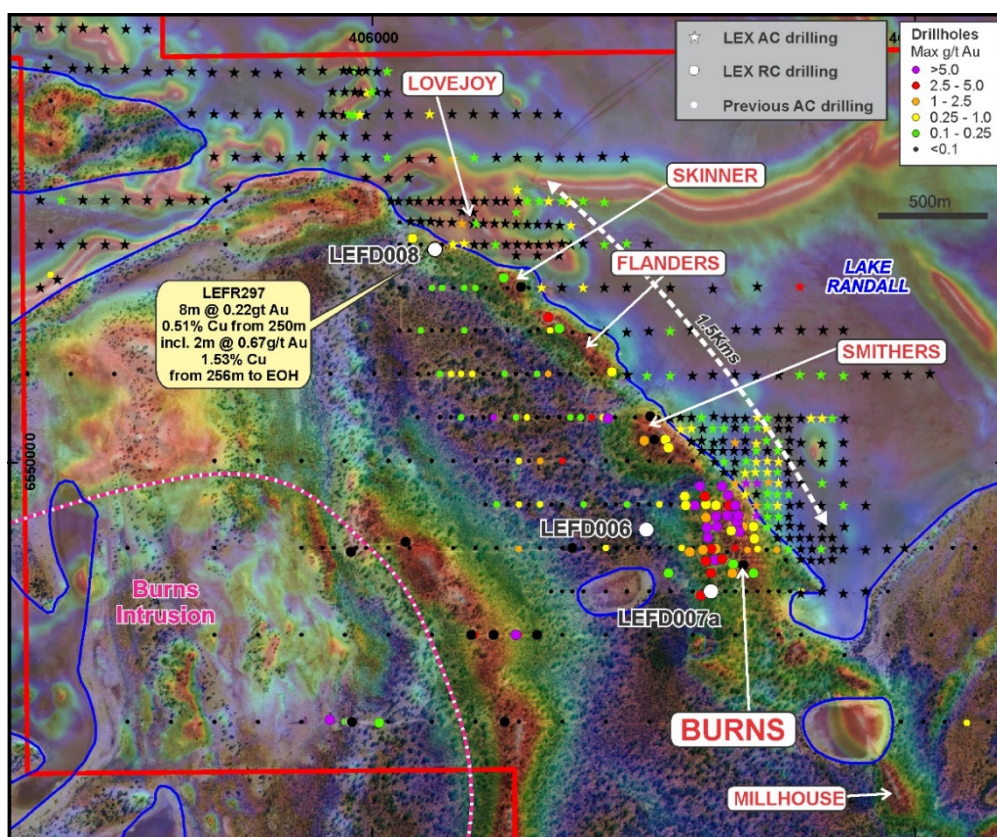 406000
LEX AC drilling
LEX RC drilling
Previous AC drilling
Drillholes
Max g/t Au
>5.0
2.5 - 5.0
1 - 2.5
0.25 - 1.0
0.1 - 0.25
<0.1
500m
LOVEJOY
SKINNER
LEFD008
FLANDERS
LAKE
RANDALL
LEFR297
8m @ 0.22gt Au
0.51% Cu from 250m
incl. 2m @ 0.67g/t Au
1.53% Cu
from 256m to EOH
1.5Kms
SMITHERS
6550000
LEFD006
Burns
Intrusion
LEFD007a
BURNS
MILLHOUSE